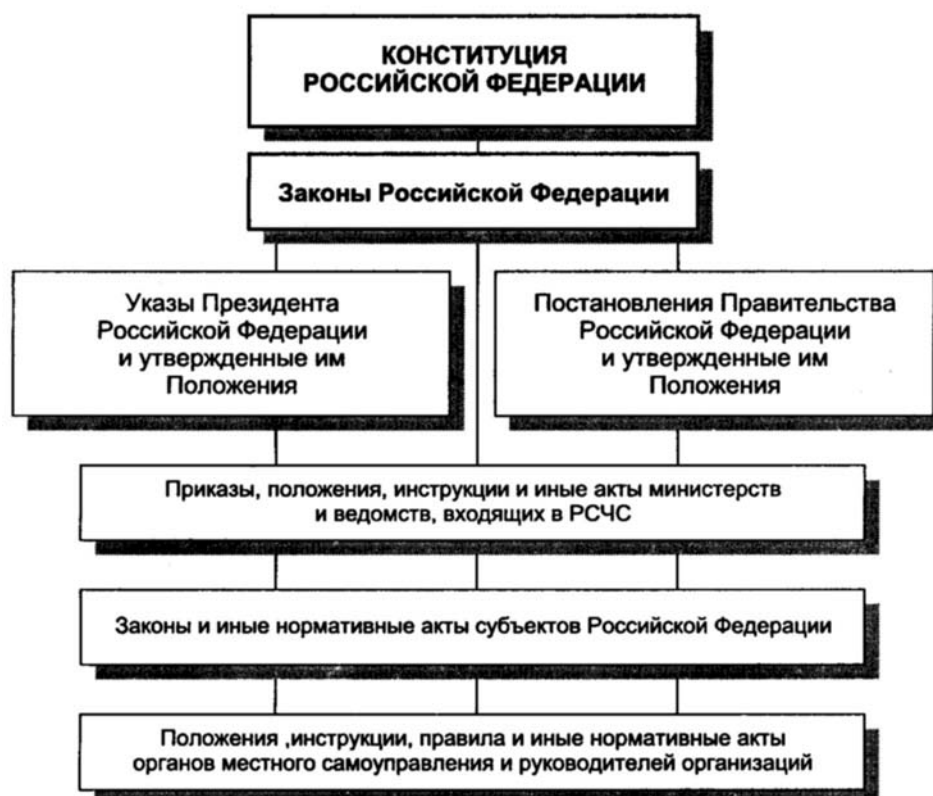 КОНСТИТУЦИЯ
РОССИЙСКОЙ ФЕДЕРАЦИИ
Законы Российской Федерации
Указы Президента
Российской Федерации
и утвержденные им
Положения
Постановления Правительства
Российской Федерации
и утвержденные им
Положения
Приказы, положения, инструкции и иные акты министерств
и ведомств, входящих в РСЧС
Законы и иные нормативные акты субъектов Российской Федерации
Положения ,инструкции, правила и иные нормативные акты
органов местного самоуправления и руководителей организаций